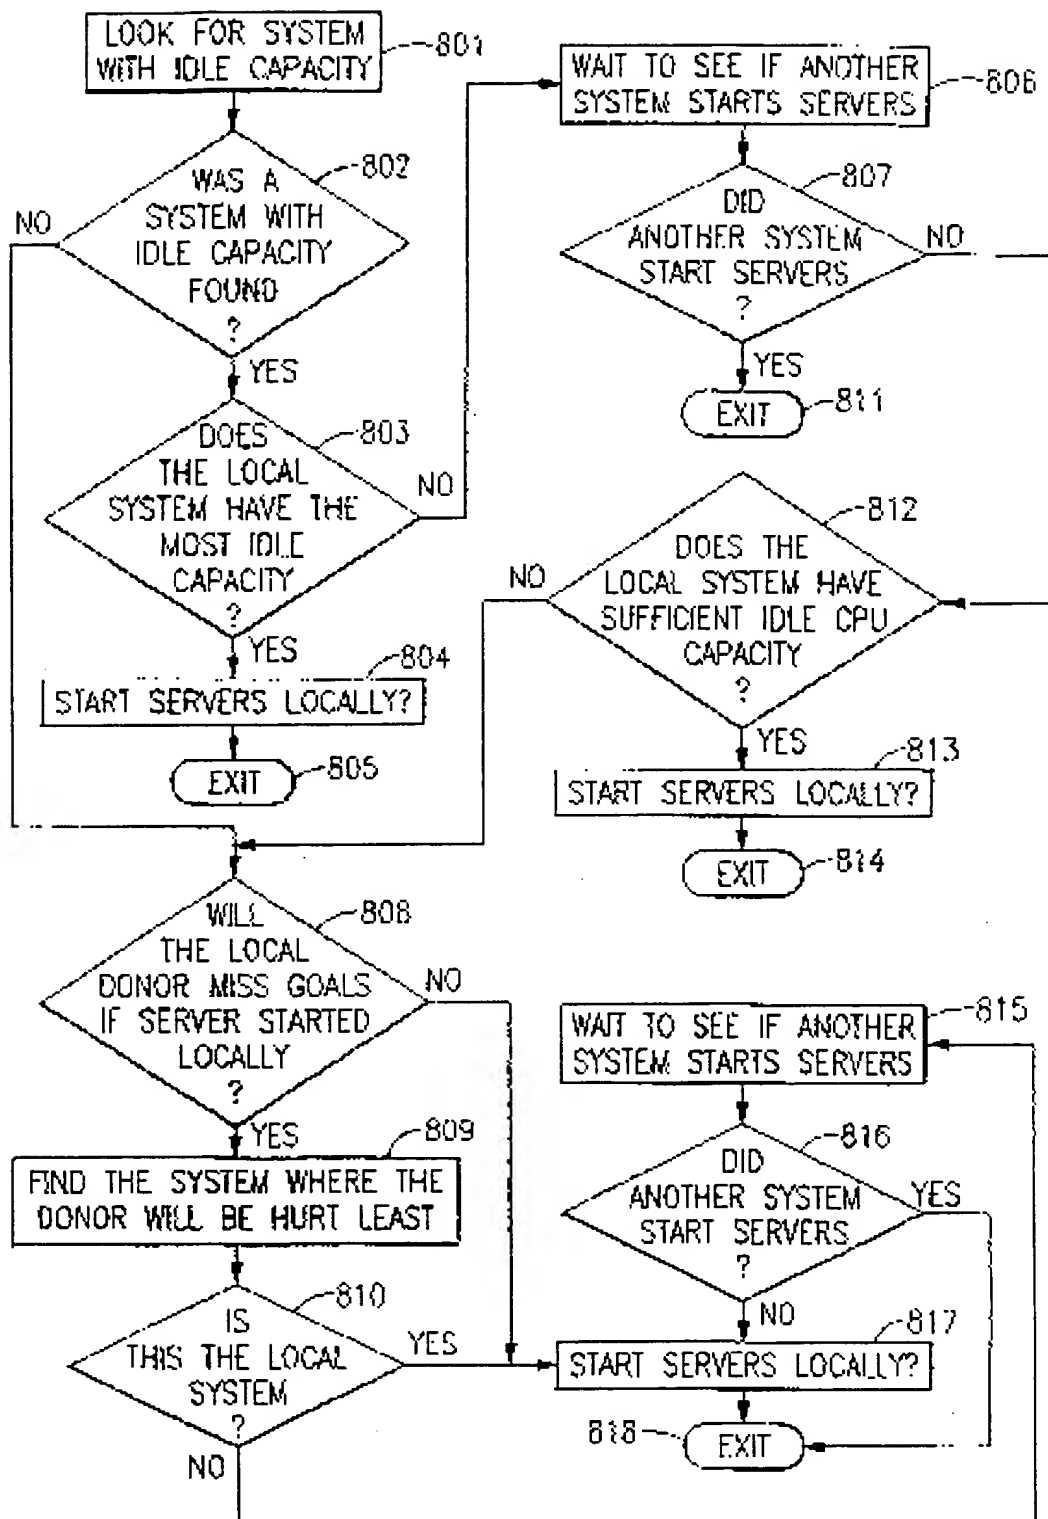 LOOK FOR SYSTEM
WITH IDLE CAPACITY
801
802
WAS A
SYSTEM WITH
IDLE CAPACITY
FOUND
?
NO
YES
803
DOES
THE LOCAL
SYSTEM HAVE THE
MOST IDLE
CAPACITY
?
NO
YES
804
START SERVERS LOCALLY?
EXIT
805
WAIT TO SEE IF ANOTHER
SYSTEM STARTS SERVERS
806
807
DID
ANOTHER SYSTEM
START SERVERS
?
NO
YES
EXIT
811
812
DOES THE
LOCAL SYSTEM HAVE
SUFFICIENT IDLE CPU
CAPACITY
?
NO
YES
813
START SERVERS LOCALLY?
EXIT
814
808
WILL
THE LOCAL
DONOR MISS GOALS
IF SERVER STARTED
LOCALLY
?
NO
YES
809
FIND THE SYSTEM WHERE THE
DONOR WILL BE HURT LEAST
810
IS
THIS THE LOCAL
SYSTEM
?
YES
NO
WAIT TO SEE IF ANOTHER
SYSTEM STARTS SERVERS
815
816
DID
ANOTHER SYSTEM
START SERVERS
?
YES
NO
817
START SERVERS LOCALLY?
818
EXIT